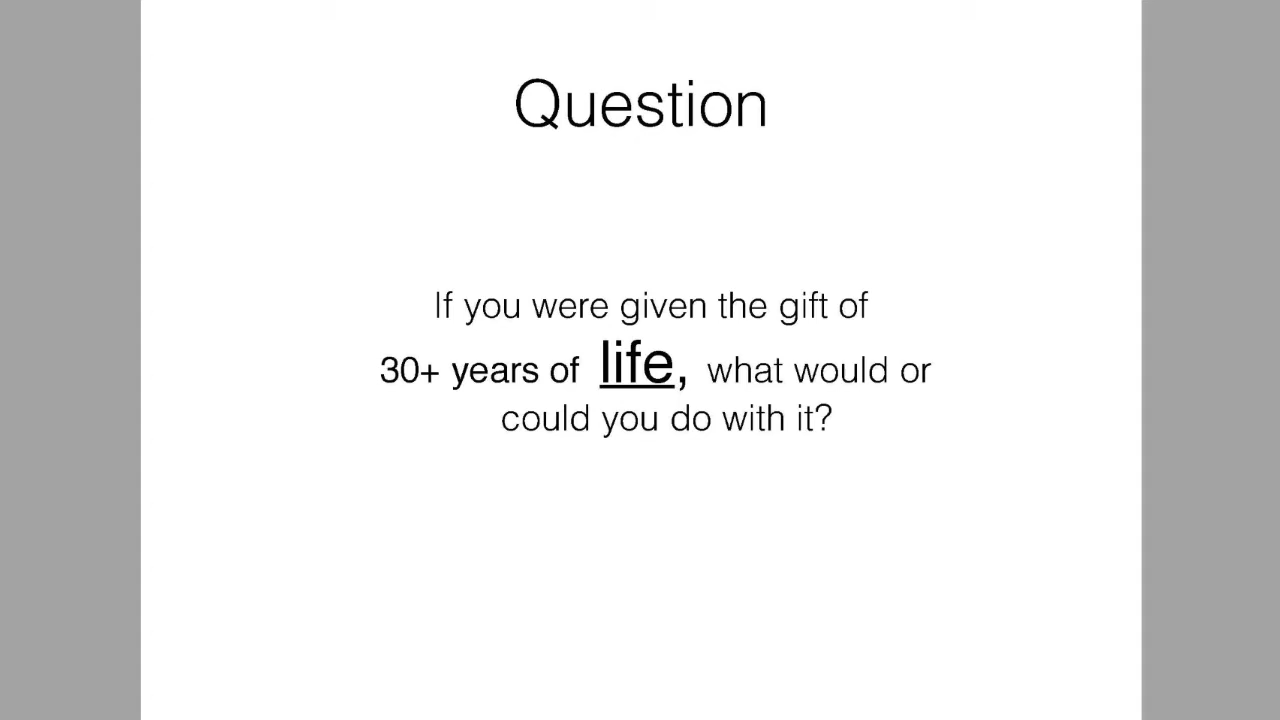 Question
If you were given the gift of
30+ years of life, what would or
could you do with it?